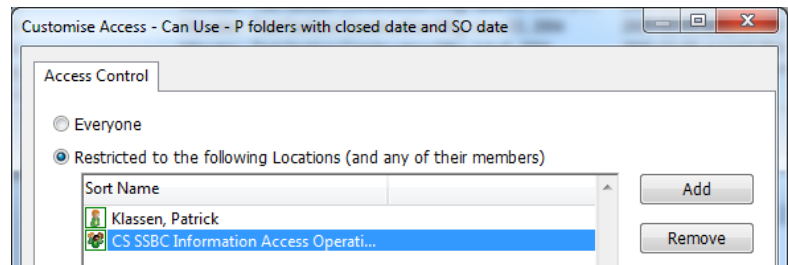 Customise Access - Can Use - P folders with closed date and SO date
Access Control
Everyone
Restricted to the following Locations (and any of their members)
Sort Name
Add
Klassen, Patrick
CS SSBC Information Access Operati...
Remove